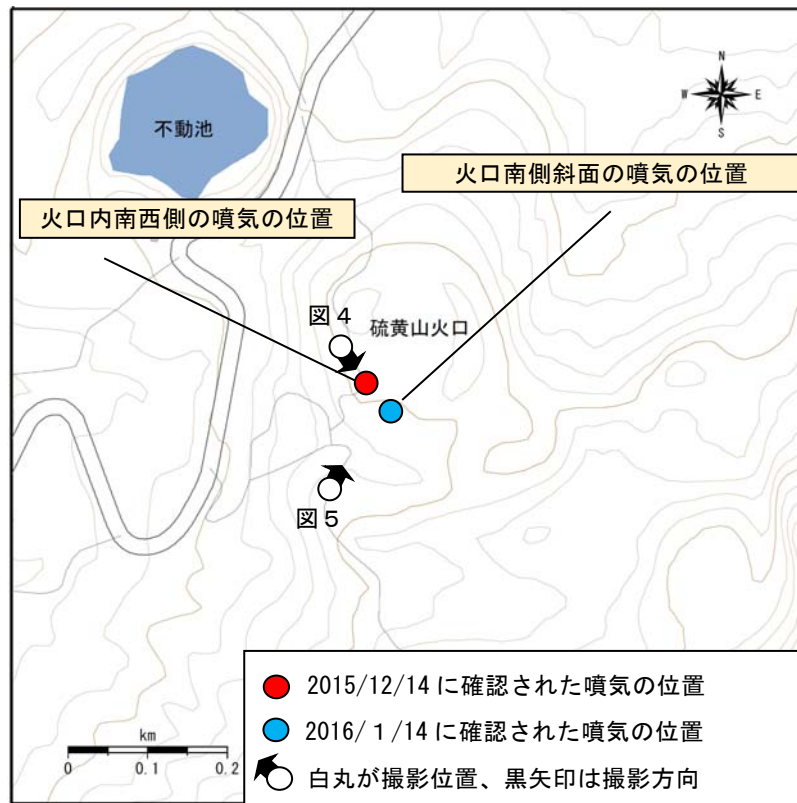 不動池
N
W E
S
火口南側斜面の噴気の位置
火口内南西側の噴気の位置
図4
硫黄山火口
図5
2015/12/14に確認された噴気の位置
2016/ 1/14に確認された噴気の位置
白丸が撮影位置、黒矢印は撮影方向
km
0 0.1 0.2